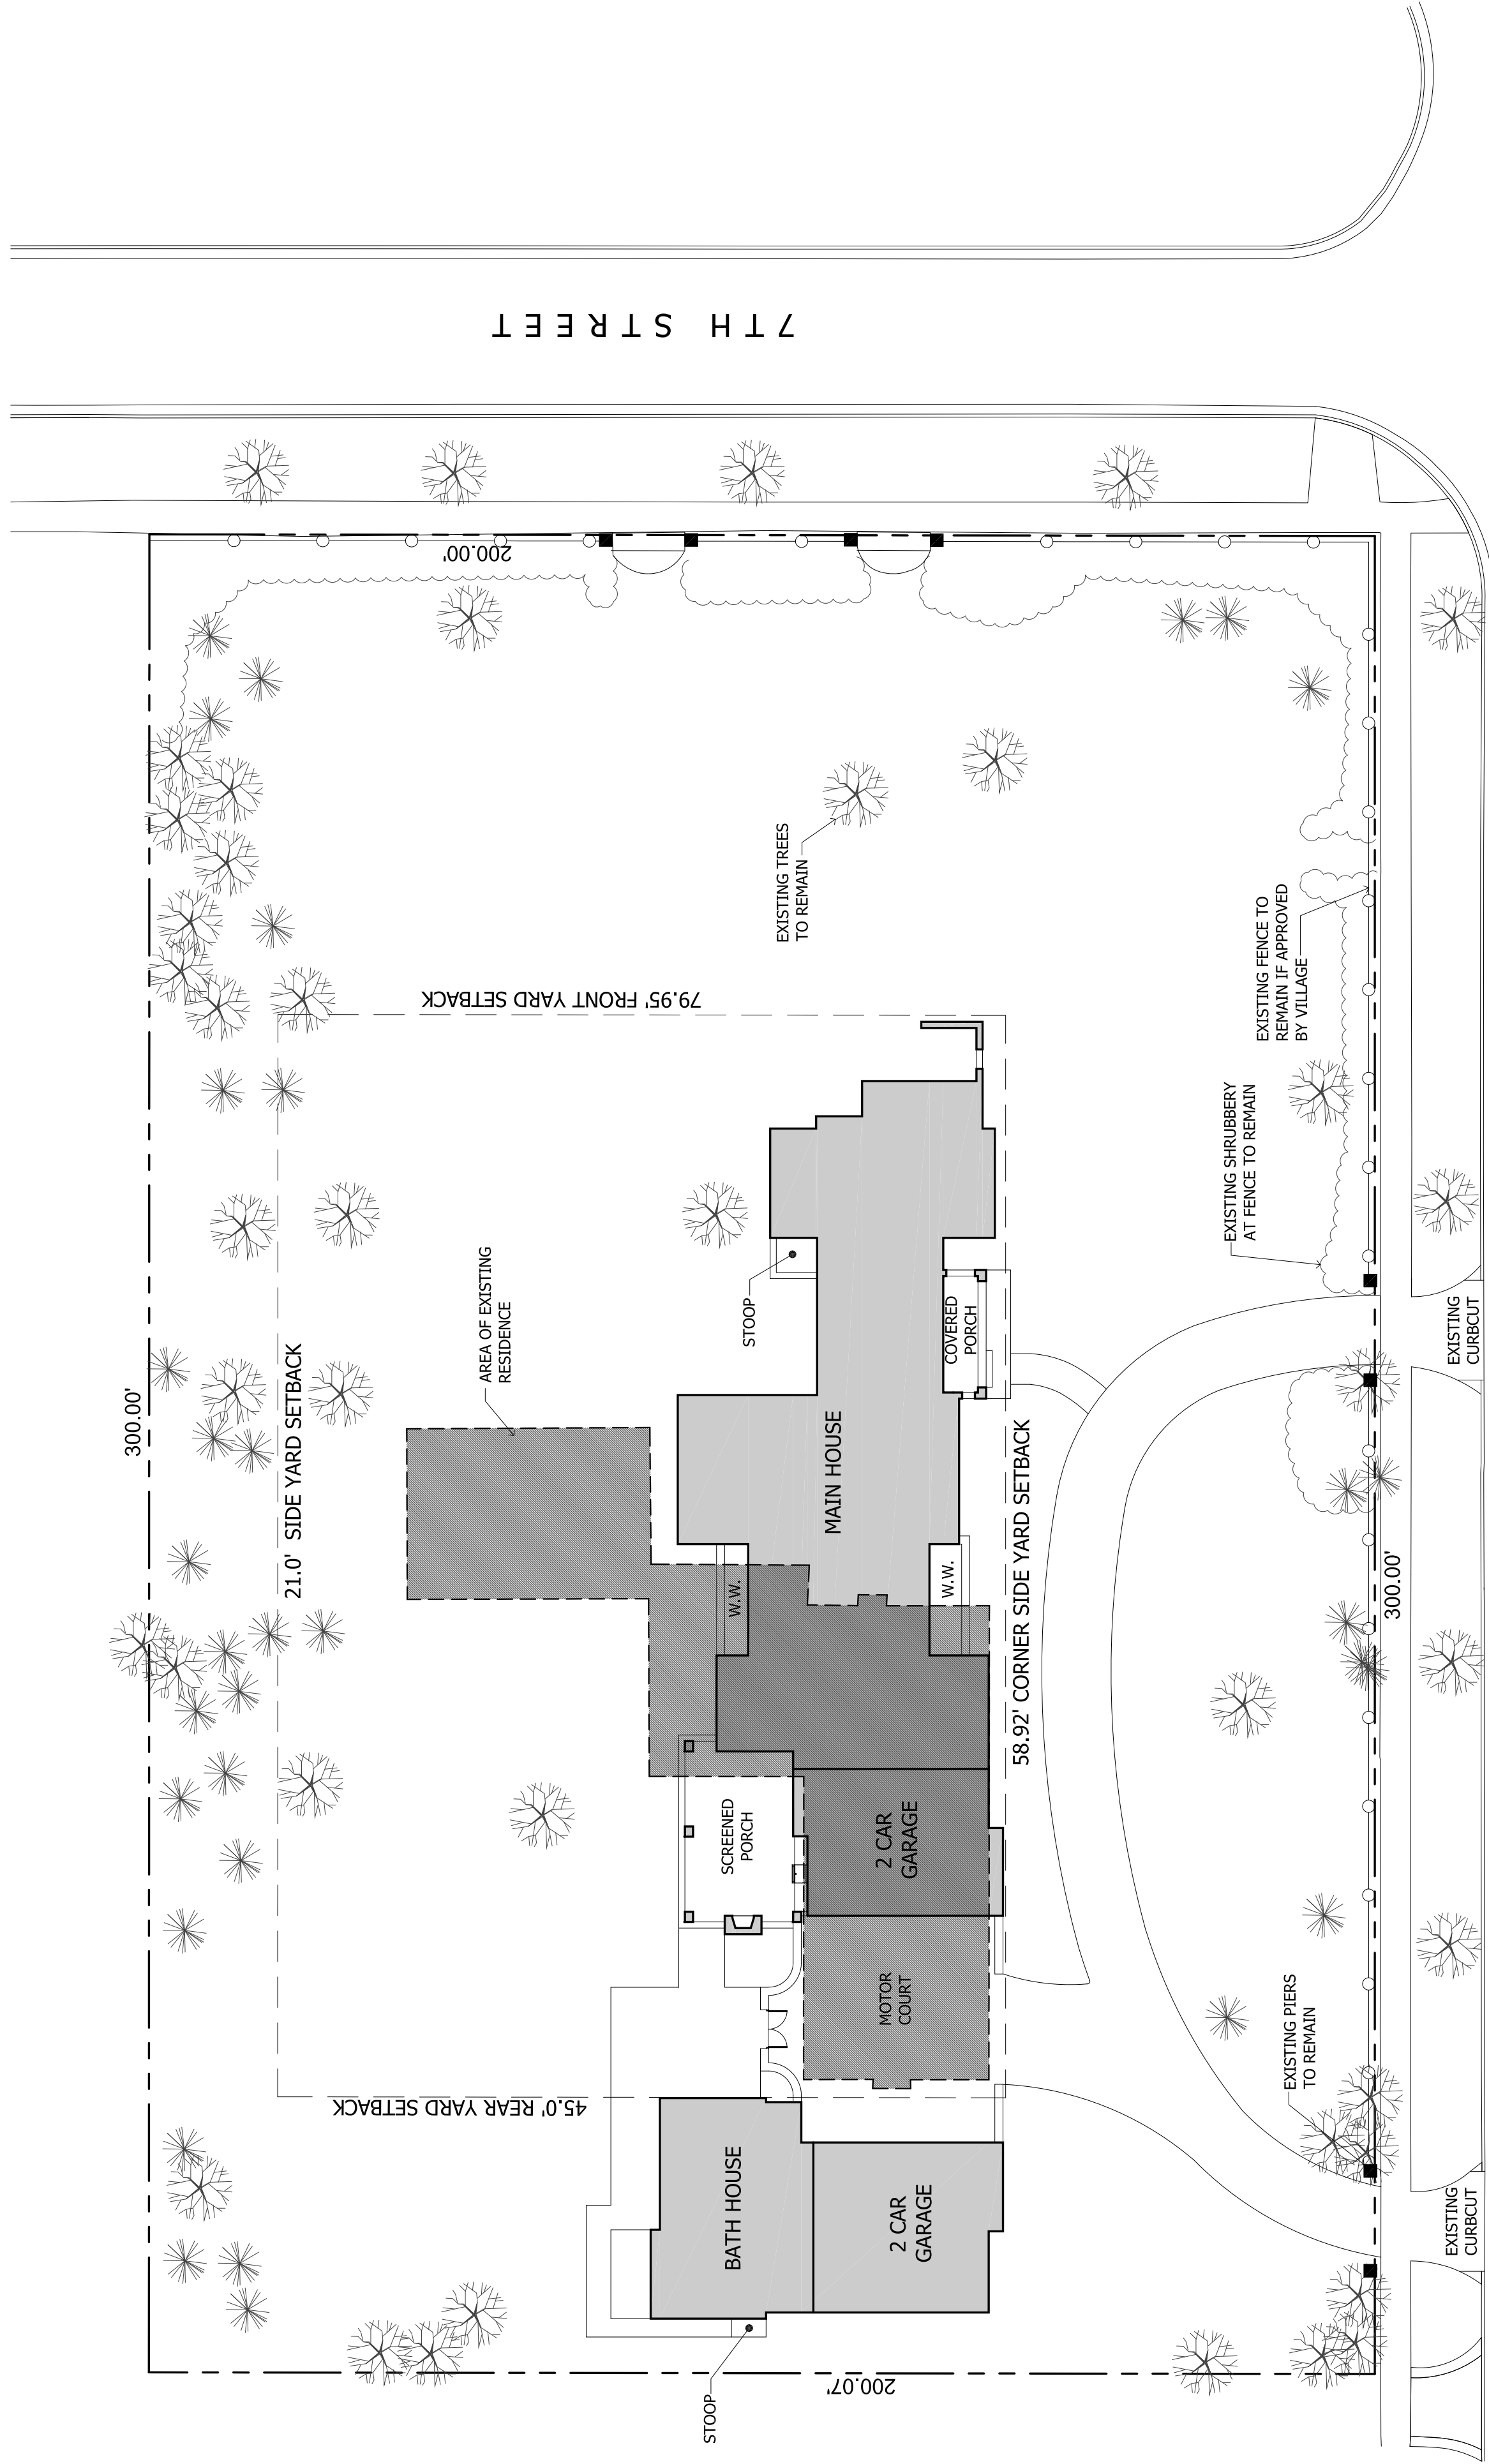 7TH STREET
200.00'
EXISTING TREES
TO REMAIN
EXISTING FENCE TO
REMAIN IF APPROVED
BY VILLAGE
79.95' FRONT YARD SETBACK
EXISTING SHRUBBERY
AT FENCE TO REMAIN
AREA OF EXISTING
RESIDENCE
STOOP
COVERED
PORCH
EXISTING
CURBCUT
300.00'
21.0' SIDE YARD SETBACK
MAIN HOUSE
W.W.
W.W.
58.92' CORNER SIDE YARD SETBACK
300.00'
SCREENED
PORCH
2 CAR
GARAGE
MOTOR
COURT
EXISTING PIERS
TO REMAIN
45.0' REAR YARD SETBACK
BATH HOUSE
2 CAR
GARAGE
EXISTING
CURBCUT
STOOP
200.07'